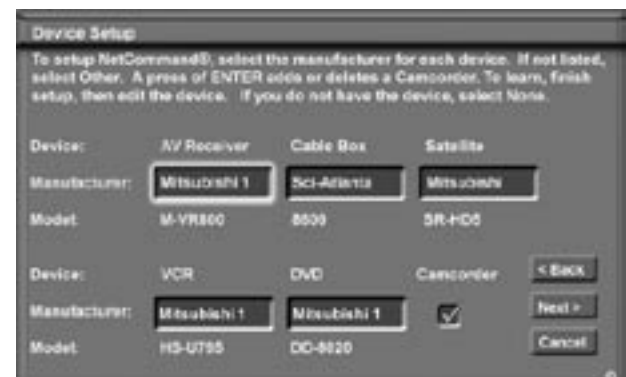 Device Setup
To setup NetCommand®, select the manufacturer for each device. If not listed,
select Other. A press of ENTER adds or deletes a Camcorder. To learn, finish
setup, then edit the device. If you do not have the device, select None.
Device: AV Receiver Cable Box Satellite
Manufacturer: Mitsubishi 1 Sci-Atlanta Mitsubishi
Model: M-VR800 8600 SR-HD5
Device: VCR DVD Camcorder < Back
Manufacturer: Mitsubishi 1 Mitsubishi 1 Next >
Model: HS-U795 DD-8020 Cancel